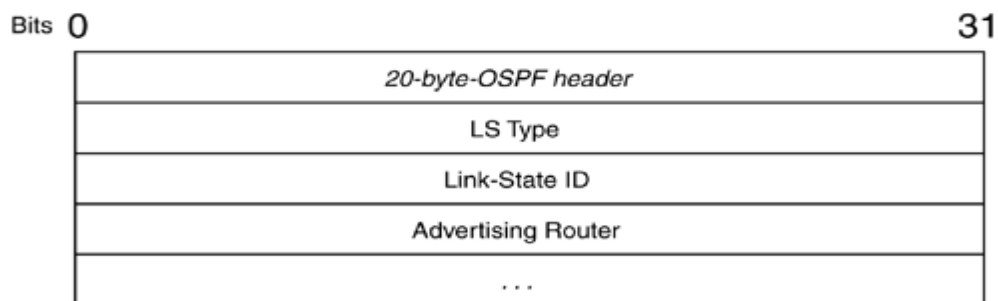 Bits 0 31
20-byte-OSPF header
LS Type
Link-State ID
Advertising Router
. . .